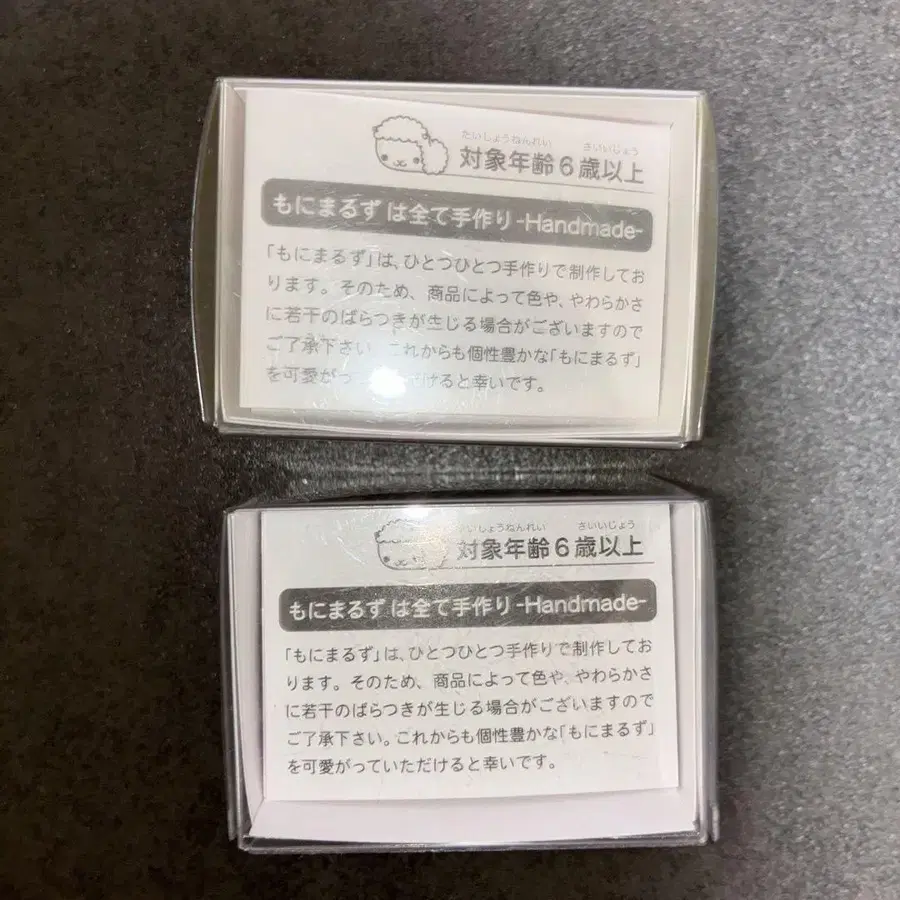 たいしょうねんれい さいいじょう
対象年齢6歳以上
もにまるず は全て手作り-Handmade-
「もにまるず」は、ひとつひとつ手作りで制作してお
ります。そのため、商品によって色や、やわらかさ
に若干のばらつきが生じる場合がございますので
ご了承下さい これからも個性豊かな「もにまるず」
を可愛がっ だけると幸いです。
いしょうねんれい さいいじょう
対象年齢6歳以上
もにまるず は全て手作り-Handmade-
「もにまるず」は、ひとつひとつ手作りで制作してお
ります。そのため、商品によって色や、やわらかさ
に若干のばらつきが生じる場合がございますので
ご了承下さい。これからも個性豊かな「もにまるず」
を可愛がっていただけると幸いです。